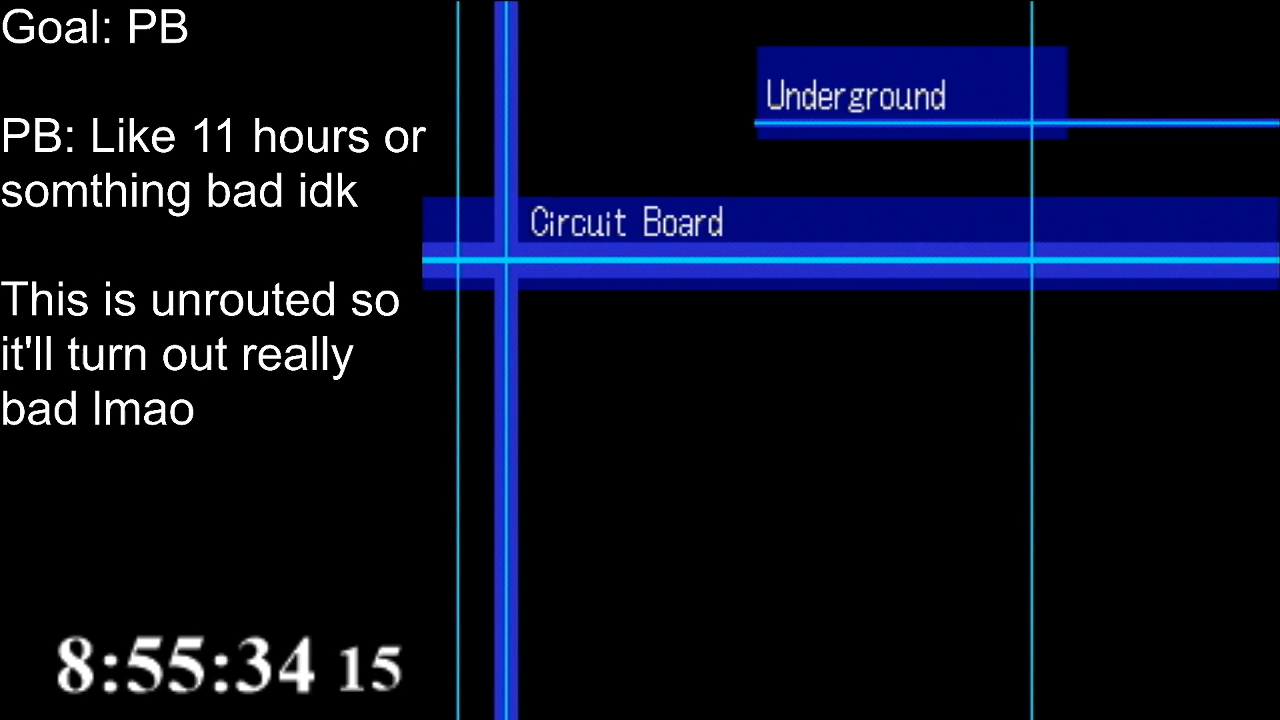 Goal: PB
PB: Like 11 hours or
somthing bad idk
This is unrouted so
it'll turn out really
bad lmao
Underground
Circuit Board
8:55:34 15